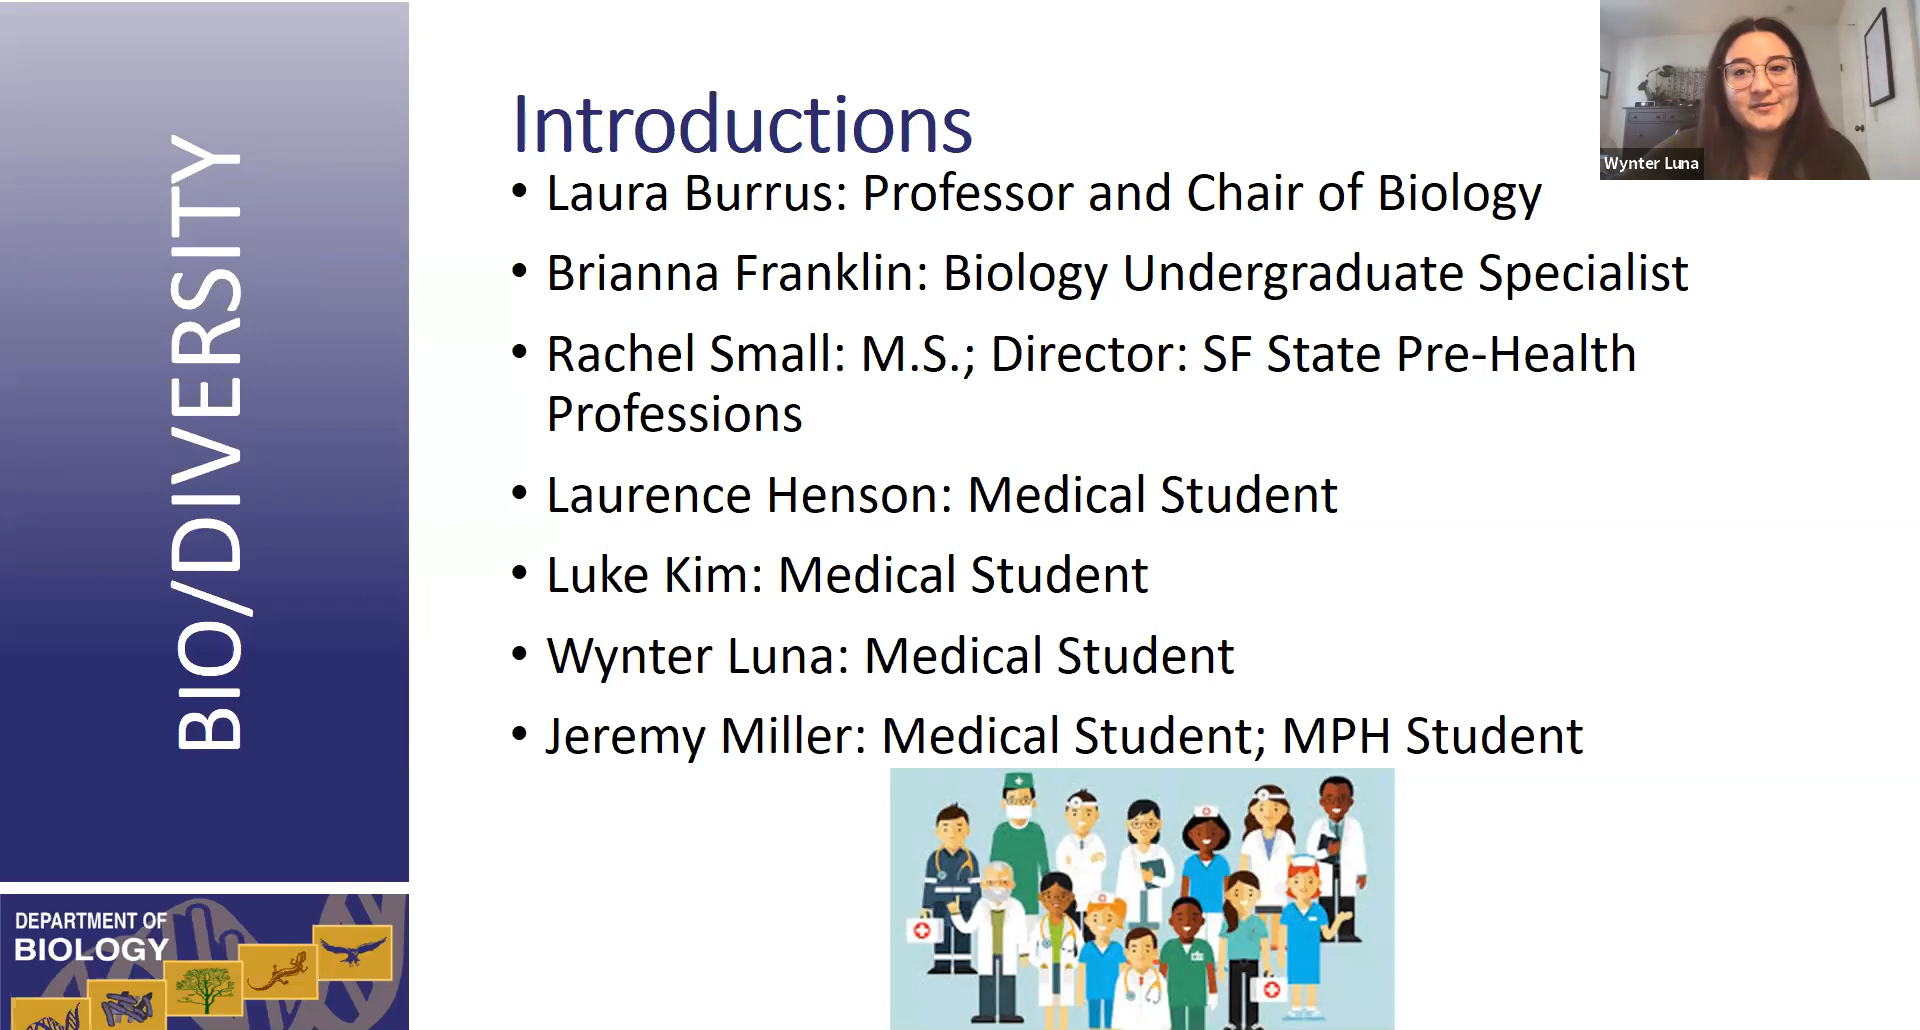 BIO/DIVERSITY
Introductions
• Laura Burrus: Professor and Chair of Biology
• Brianna Franklin: Biology Undergraduate Specialist
• Rachel Small: M.S.; Director: SF State Pre-Health
Professions
• Laurence Henson: Medical Student
• Luke Kim: Medical Student
• Wynter Luna: Medical Student
• Jeremy Miller: Medical Student; MPH Student
Wynter Luna
DEPARTMENT OF
BIOLOGY